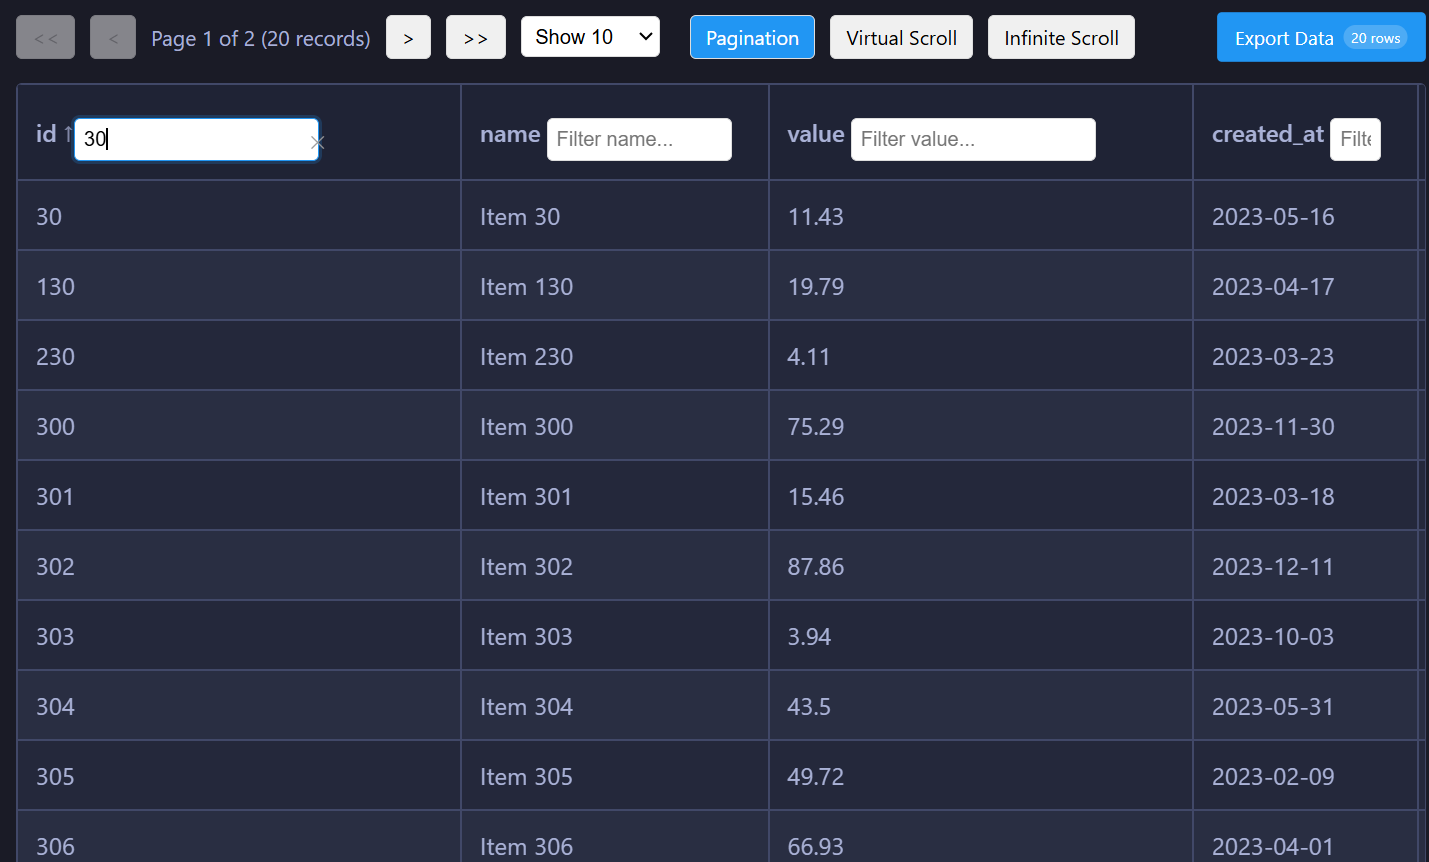 << < Page 1 of 2 (20 records) > >> Show 10 Pagination Virtual Scroll Infinite Scroll Export Data 20 rows
id ↑ 30 × name Filter name... value Filter value... created_at Filte
30 Item 30 11.43 2023-05-16
130 Item 130 19.79 2023-04-17
230 Item 230 4.11 2023-03-23
300 Item 300 75.29 2023-11-30
301 Item 301 15.46 2023-03-18
302 Item 302 87.86 2023-12-11
303 Item 303 3.94 2023-10-03
304 Item 304 43.5 2023-05-31
305 Item 305 49.72 2023-02-09
306 Item 306 66.93 2023-04-01